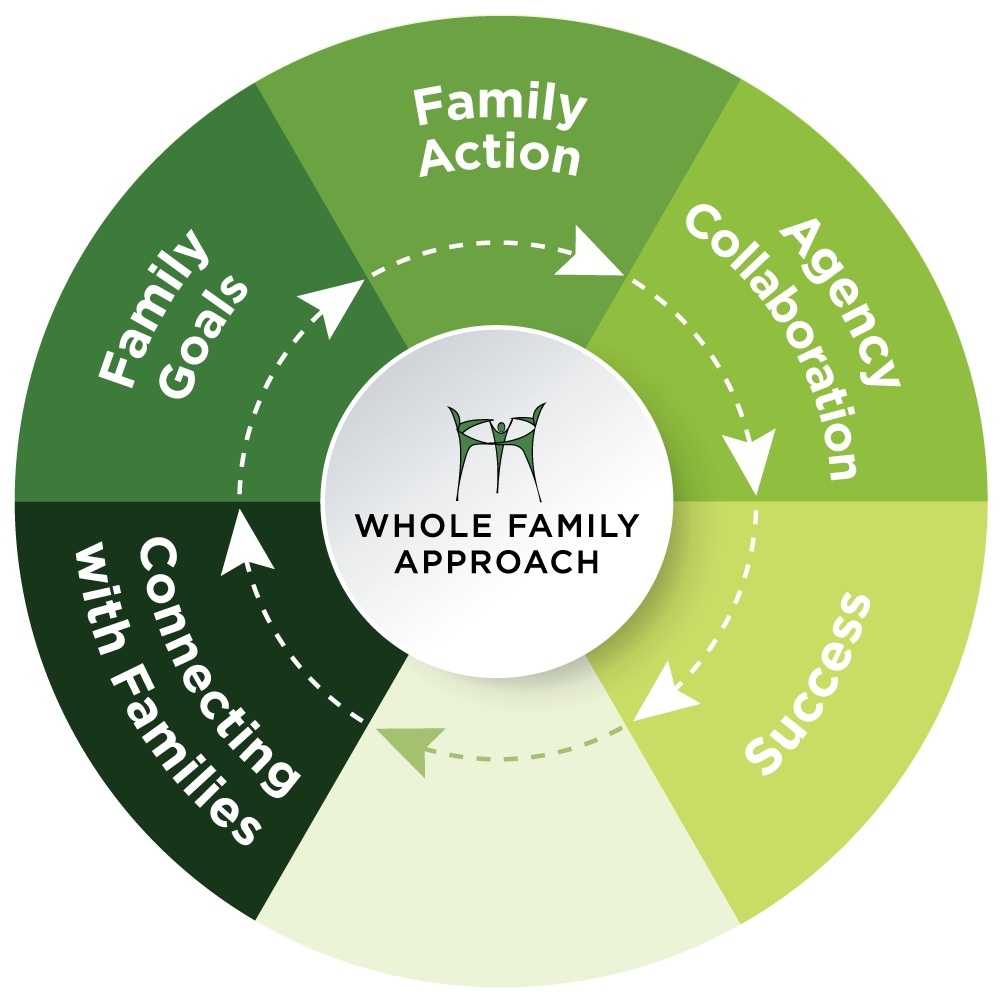 Family
Action
Agency
Collaboration
Success
Connecting
with Families
Family
Goals
WHOLE FAMILY
APPROACH